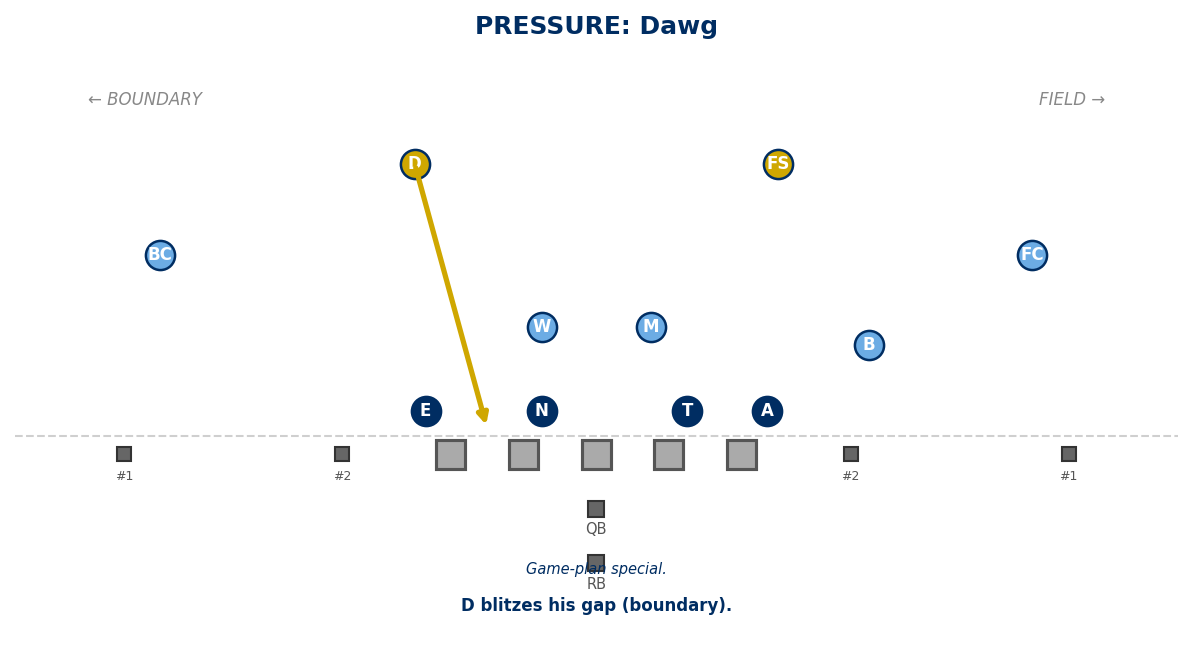 PRESSURE: Dawg
← BOUNDARY
FIELD →
D
FS
BC
FC
W
M
B
E
N
T
A
#1
#2
#2
#1
QB
Game-plan special.
RB
D blitzes his gap (boundary).